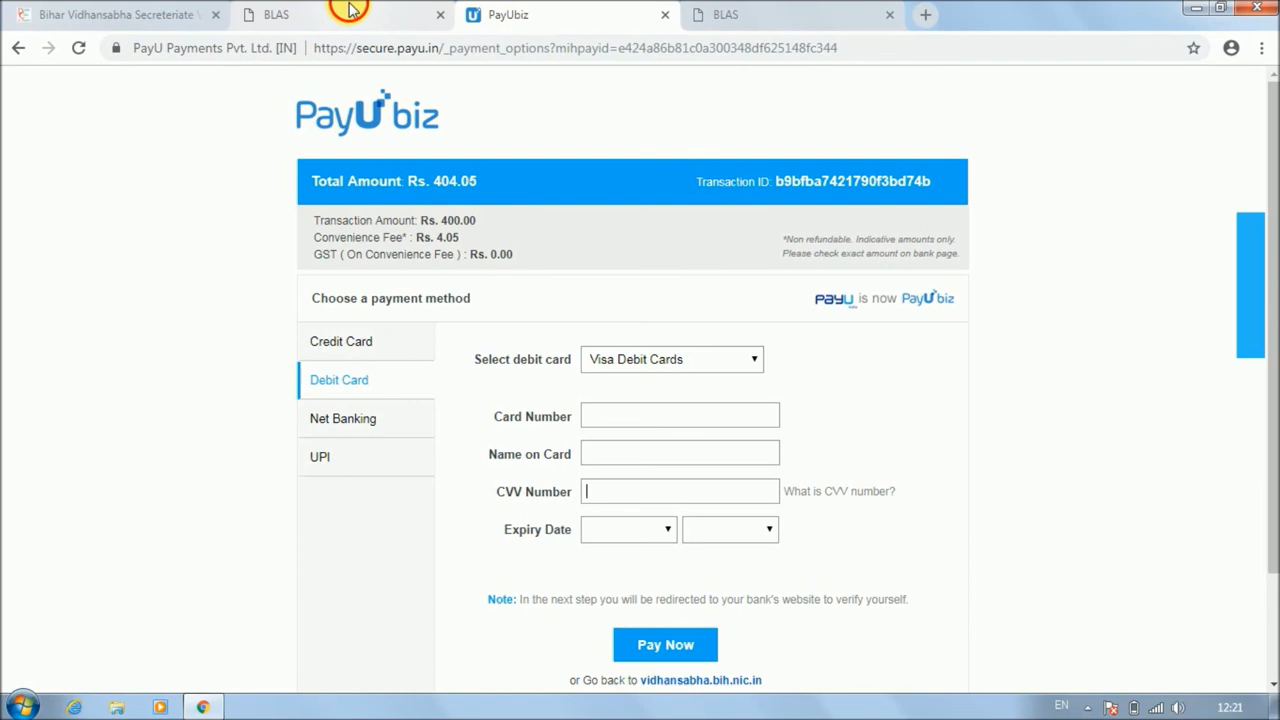 Bihar Vidhansabha Secreteriate V
BLAS
PayUbiz
BLAS
PayU Payments Pvt. Ltd. [IN]
https://secure.payu.in/_payment_options?mihpayid=e424a86b81c0a300348df625148fc344
PayUbiz
Total Amount: Rs. 404.05
Transaction ID: b9bfba7421790f3bd74b
Transaction Amount: Rs. 400.00
Convenience Fee* : Rs. 4.05
GST ( On Convenience Fee ) : Rs. 0.00
*Non refundable. Indicative amounts only.
Please check exact amount on bank page.
Choose a payment method
PayU is now PayUbiz
Credit Card
Debit Card
Net Banking
UPI
Select debit card Visa Debit Cards
Card Number
Name on Card
CVV Number What is CVV number?
Expiry Date
Note: In the next step you will be redirected to your bank's website to verify yourself.
Pay Now
or Go back to vidhansabha.bih.nic.in
EN
12:21